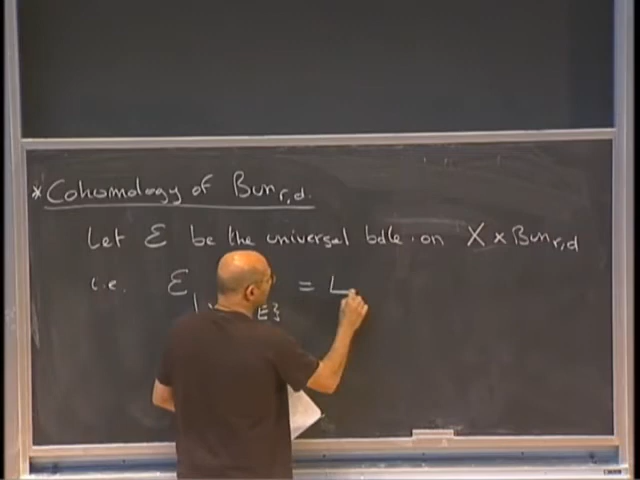 * Cohomology of Bun_{r,d}.
Let ℰ be the universal bdle. on X × Bun_{r,d}
i.e. ℰ| E} = L